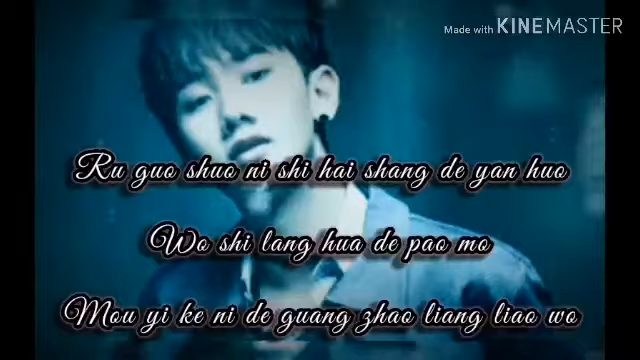 Made with KINEMASTER
Ru guo shuo ni shi hai shang de yan huo
Wo shi lang hua de pao mo
Mou yi ke ni de guang zhao liang liao wo